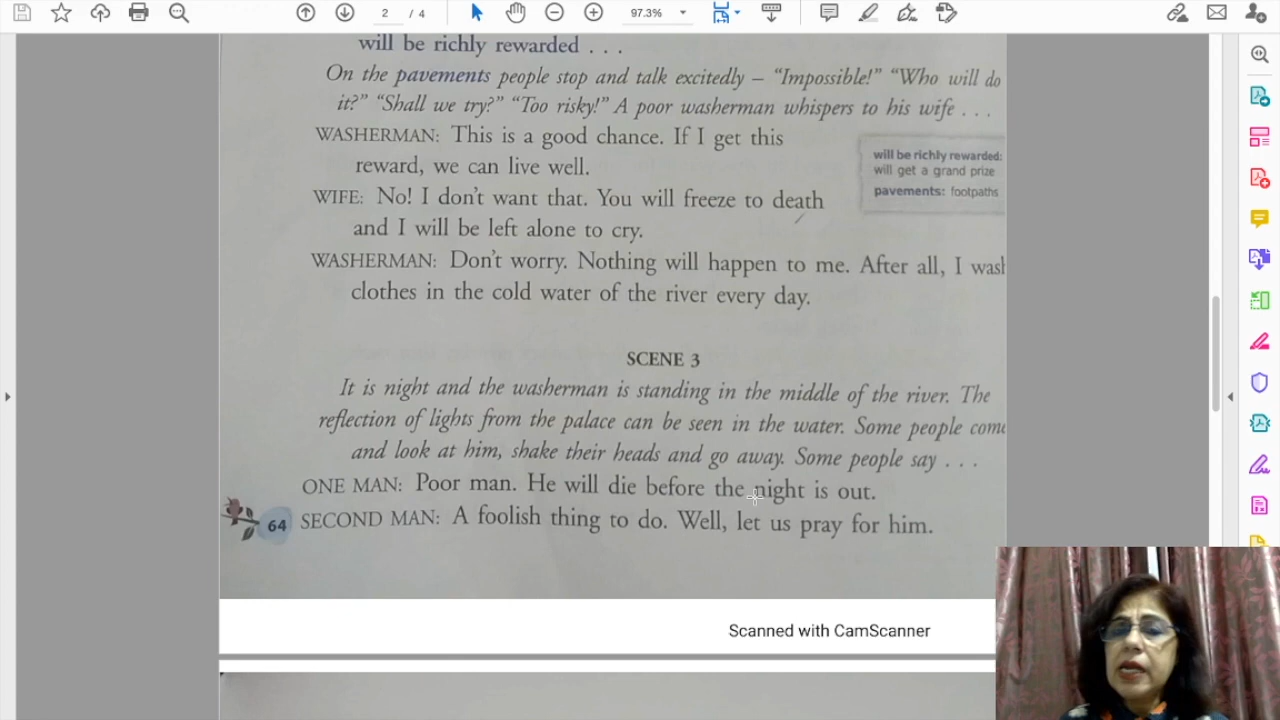 2 / 4
97.3%
will be richly rewarded . . .
On the pavements people stop and talk excitedly – “Impossible!” “Who will do
it?” “Shall we try?” “Too risky!” A poor washerman whispers to his wife . . .
WASHERMAN: This is a good chance. If I get this
reward, we can live well.
will be richly rewarded:
will get a grand prize
pavements: footpaths
WIFE: No! I don’t want that. You will freeze to death
and I will be left alone to cry.
WASHERMAN: Don’t worry. Nothing will happen to me. After all, I wash
clothes in the cold water of the river every day.
SCENE 3
It is night and the washerman is standing in the middle of the river. The
reflection of lights from the palace can be seen in the water. Some people come
and look at him, shake their heads and go away. Some people say . . .
ONE MAN: Poor man. He will die before the night is out.
64 SECOND MAN: A foolish thing to do. Well, let us pray for him.
Scanned with CamScanner